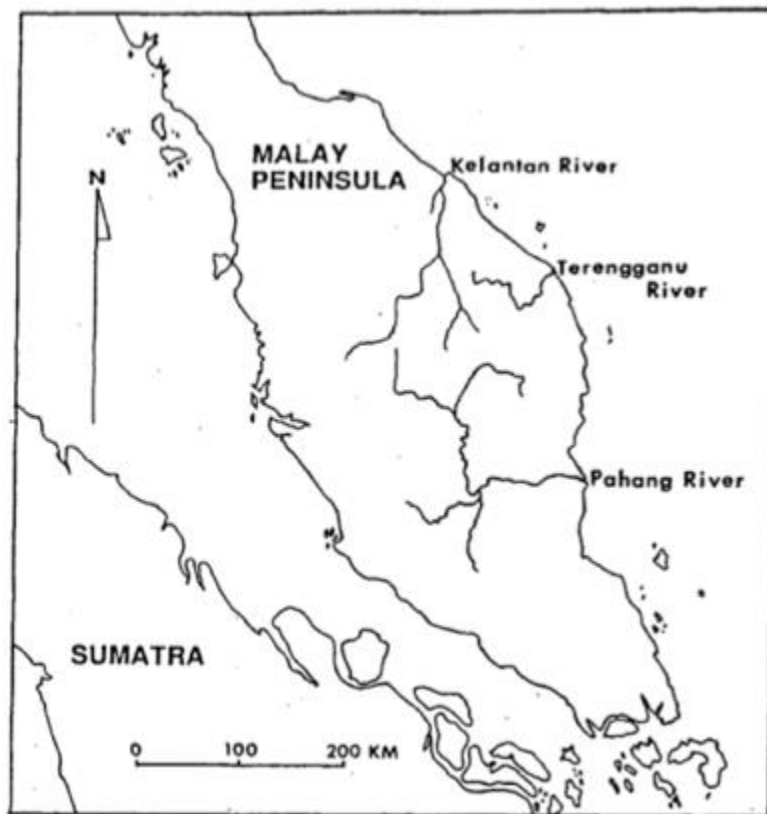 MALAY
PENINSULA
Kelantan River
N
Terengganu
River
Pahang River
SUMATRA
0 100 200 KM